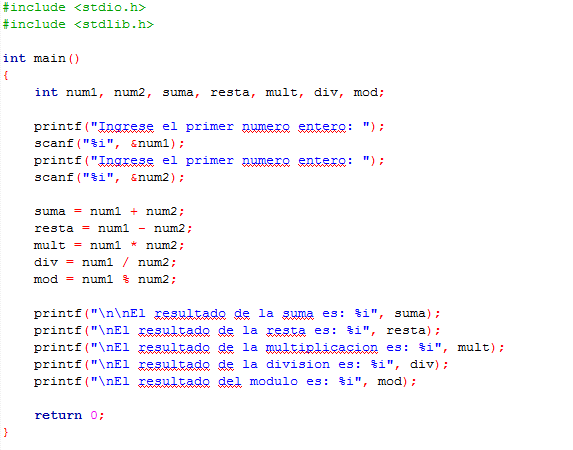 #include <stdio.h>
#include <stdlib.h>
int main()
{
int num1, num2, suma, resta, mult, div, mod;
printf("Ingrese el primer numero entero: ");
scanf("%i", &num1);
printf("Ingrese el primer numero entero: ");
scanf("%i", &num2);
suma = num1 + num2;
resta = num1 - num2;
mult = num1 * num2;
div = num1 / num2;
mod = num1 % num2;
printf("\n\nEl resultado de la suma es: %i", suma);
printf("\nEl resultado de la resta es: %i", resta);
printf("\nEl resultado de la multiplicacion es: %i", mult);
printf("\nEl resultado de la division es: %i", div);
printf("\nEl resultado del modulo es: %i", mod);
return 0;
}